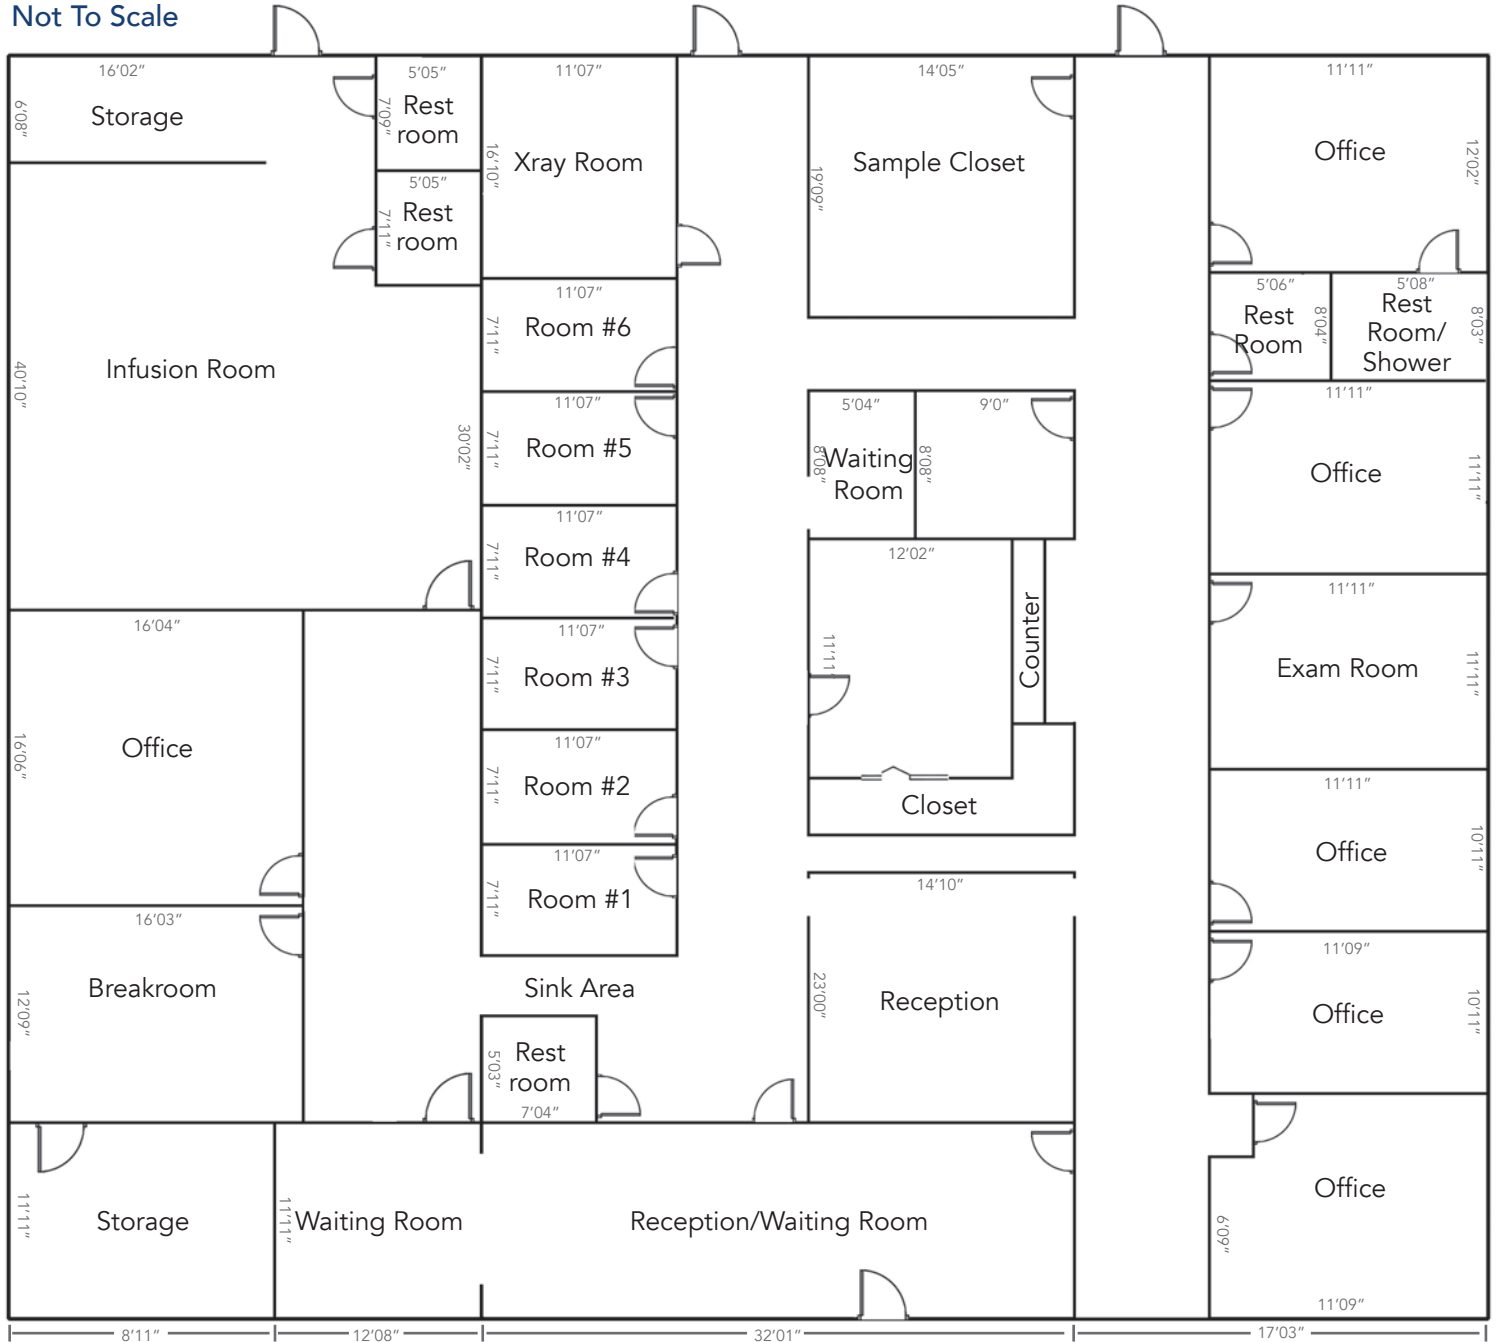 Not To Scale
16'02"
6'08"
Storage
5'05"
7'09"
Rest
room
5'05"
7'11"
Rest
room
11'07"
16'10"
Xray Room
14'05"
19'09"
Sample Closet
11'11"
Office
12'02"
40'10"
Infusion Room
30'02"
11'07"
7'11"
Room #6
11'07"
7'11"
Room #5
11'07"
7'11"
Room #4
11'07"
7'11"
Room #3
11'07"
7'11"
Room #2
11'07"
7'11"
Room #1
5'06"
Rest
Room
8'04"
5'08"
Rest
Room/
Shower
8'03"
5'04"
8'08"
Waiting
Room
9'0"
8'08"
12'02"
11'11"
Counter
Closet
11'11"
Office
11'11"
11'11"
Exam Room
11'11"
11'11"
Office
10'11"
11'09"
Office
10'11"
16'04"
16'06"
Office
16'03"
12'09"
Breakroom
Sink Area
5'03"
Rest
room
7'04"
14'10"
23'00"
Reception
11'11"
Storage
11'11"
Waiting Room
Reception/Waiting Room
Office
6'09"
11'09"
8'11"
12'08"
32'01"
17'03"